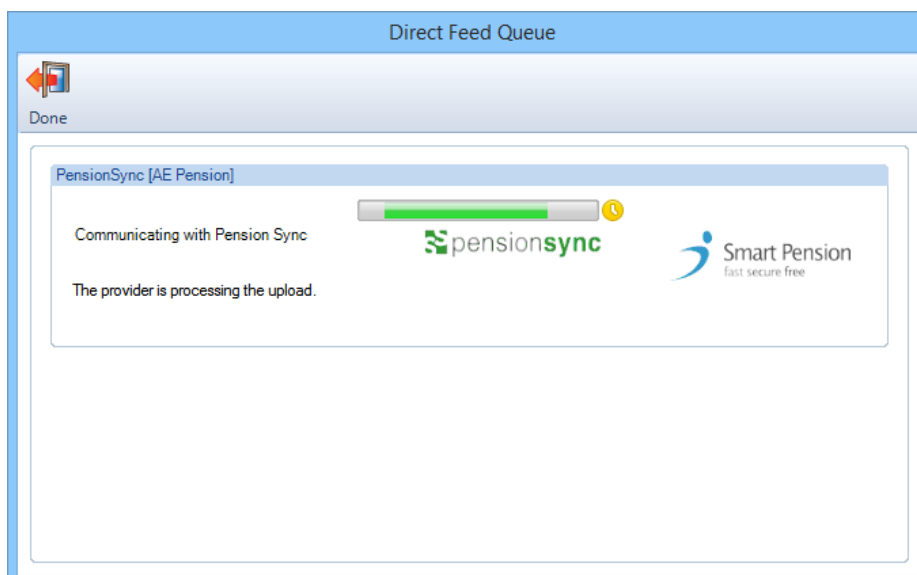 Direct Feed Queue
Done
PensionSync [AE Pension]
Communicating with Pension Sync
pensionsync
Smart Pension
fast secure free
The provider is processing the upload.